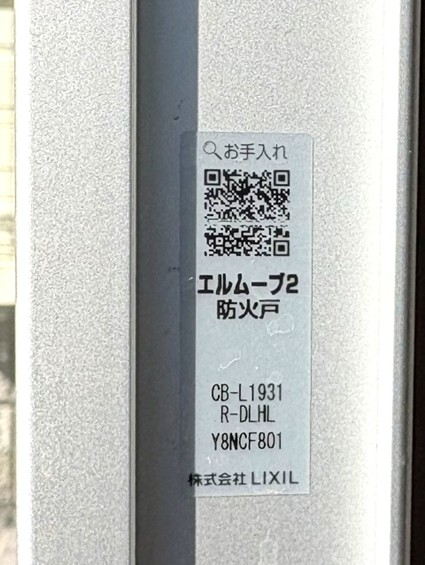 お手入れ
エルムーブ2
防火戸
CB-L1931
R-DLHL
Y8NCF801
株式会社 LIXIL